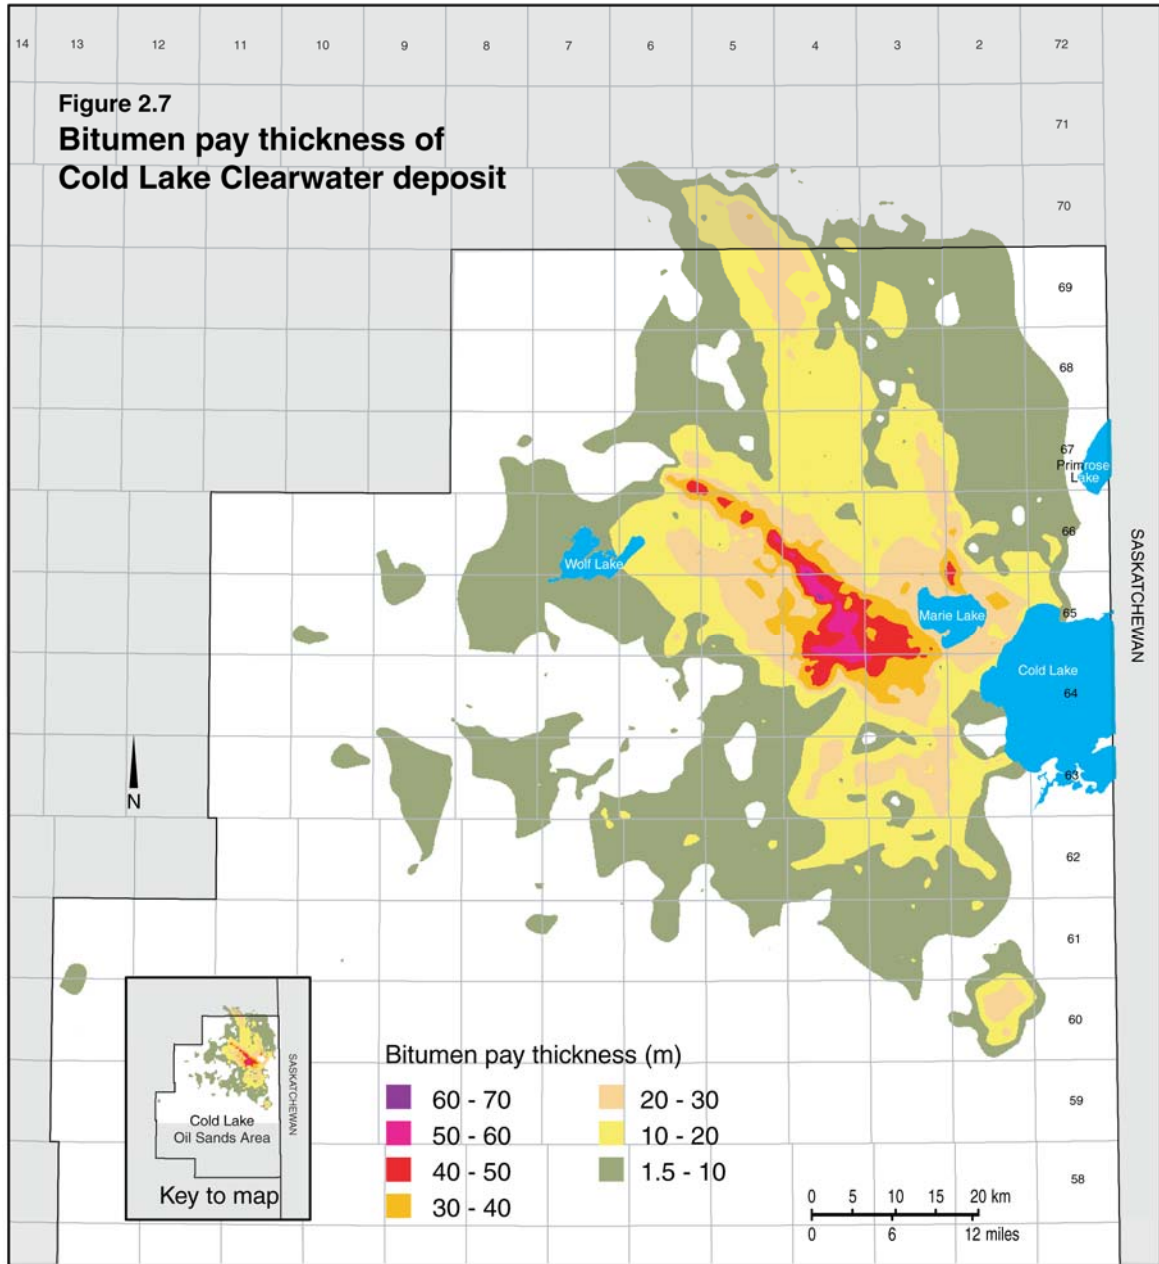 14 13 12 11 10 9 8 7 6 5 4 3 2 72
Figure 2.7
Bitumen pay thickness of
Cold Lake Clearwater deposit
71
70
69
68
67
Primrose
Lake
66
Wolf Lake
65
Marie Lake
Cold Lake
64
63
N
62
61
60
59
58
SASKATCHEWAN
SASKATCHEWAN
Cold Lake
Oil Sands Area
Key to map
Bitumen pay thickness (m)
60 - 70
50 - 60
40 - 50
30 - 40
20 - 30
10 - 20
1.5 - 10
0 5 10 15 20 km
0 6 12 miles